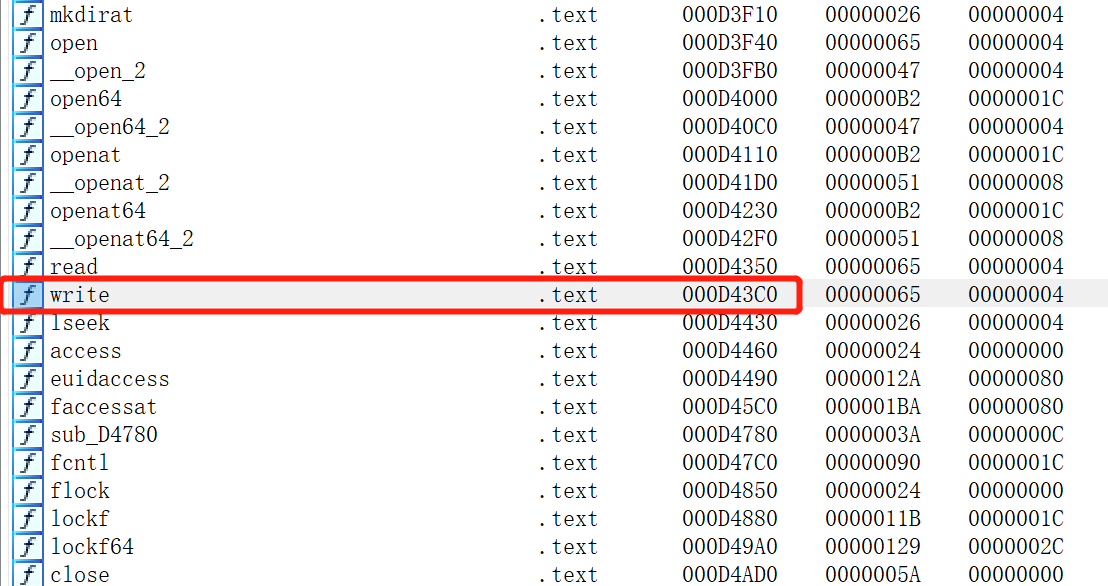 f mkdirat .text 000D3F10 00000026 00000004
f open .text 000D3F40 00000065 00000004
f __open_2 .text 000D3FB0 00000047 00000004
f open64 .text 000D4000 000000B2 0000001C
f __open64_2 .text 000D40C0 00000047 00000004
f openat .text 000D4110 000000B2 0000001C
f __openat_2 .text 000D41D0 00000051 00000008
f openat64 .text 000D4230 000000B2 0000001C
f __openat64_2 .text 000D42F0 00000051 00000008
f read .text 000D4350 00000065 00000004
f write .text 000D43C0 00000065 00000004
f lseek .text 000D4430 00000026 00000004
f access .text 000D4460 00000024 00000000
f euidaccess .text 000D4490 0000012A 00000080
f faccessat .text 000D45C0 000001BA 00000080
f sub_D4780 .text 000D4780 0000003A 0000000C
f fcntl .text 000D47C0 00000090 0000001C
f flock .text 000D4850 00000024 00000000
f lockf .text 000D4880 0000011B 0000001C
f lockf64 .text 000D49A0 00000129 0000002C
f close .text 000D4AD0 0000005A 00000000